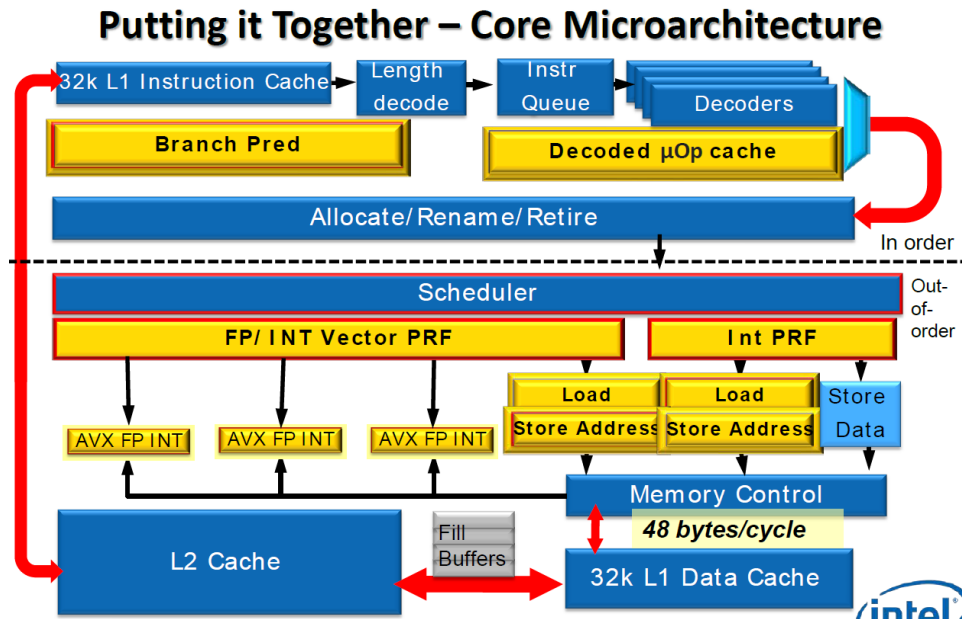 Putting it Together – Core Microarchitecture
32k L1 Instruction Cache
Length
decode
Instr
Queue
Decoders
Branch Pred
Decoded µOp cache
Allocate/Rename/Retire
In order
Scheduler
Out-
of-
order
FP/ INT Vector PRF
Int PRF
Load
Store Address
Load
Store Address
Store
Data
AVX FP INT
AVX FP INT
AVX FP INT
Memory Control
48 bytes/cycle
L2 Cache
Fill
Buffers
32k L1 Data Cache
intel